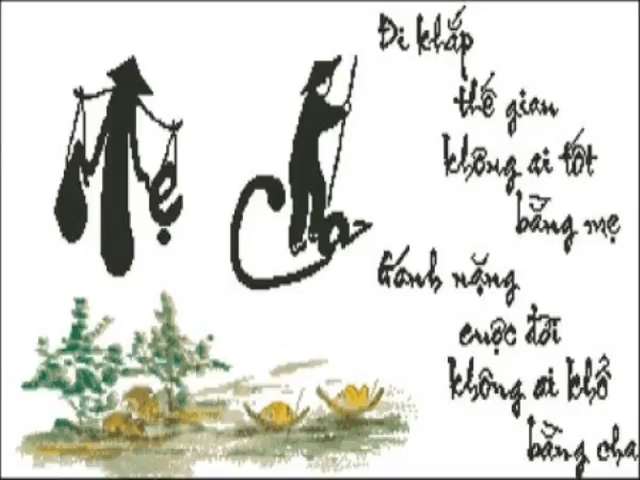 Mẹ Cha
Đi khắp
thế gian
không ai tốt
bằng mẹ
Gánh nặng
cuộc đời
không ai khổ
bằng cha